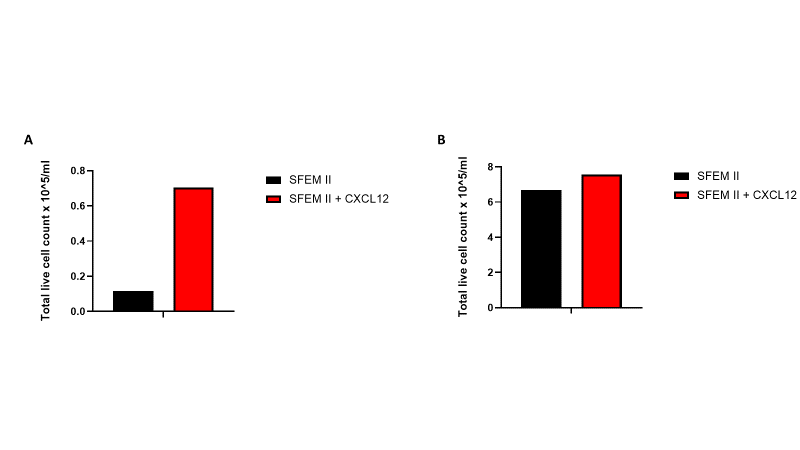 A
Total live cell count x 10^5/ml
0.8
0.6
0.4
0.2
0.0
SFEM II
SFEM II + CXCL12
B
Total live cell count x 10^5/ml
8
6
4
2
0
SFEM II
SFEM II + CXCL12